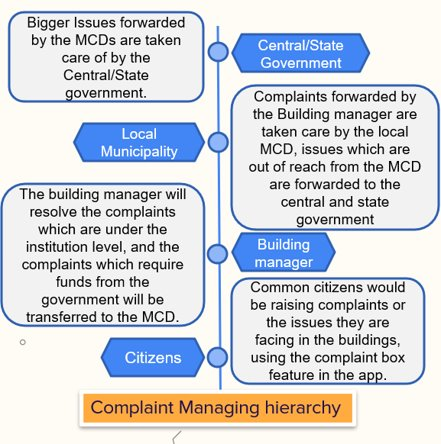 Bigger Issues forwarded
by the MCDs are taken
care of by the
Central/State
government.
Central/State
Government
Complaints forwarded by
the Building manager are
taken care by the local
MCD, issues which are
out of reach from the MCD
are forwarded to the
central and state
government
Local
Municipality
The building manager will
resolve the complaints
which are under the
institution level, and the
complaints which require
funds from the
government will be
transferred to the MCD.
Building
manager
Common citizens would
be raising complaints or
the issues they are
facing in the buildings,
using the complaint box
feature in the app.
Citizens
Complaint Managing hierarchy